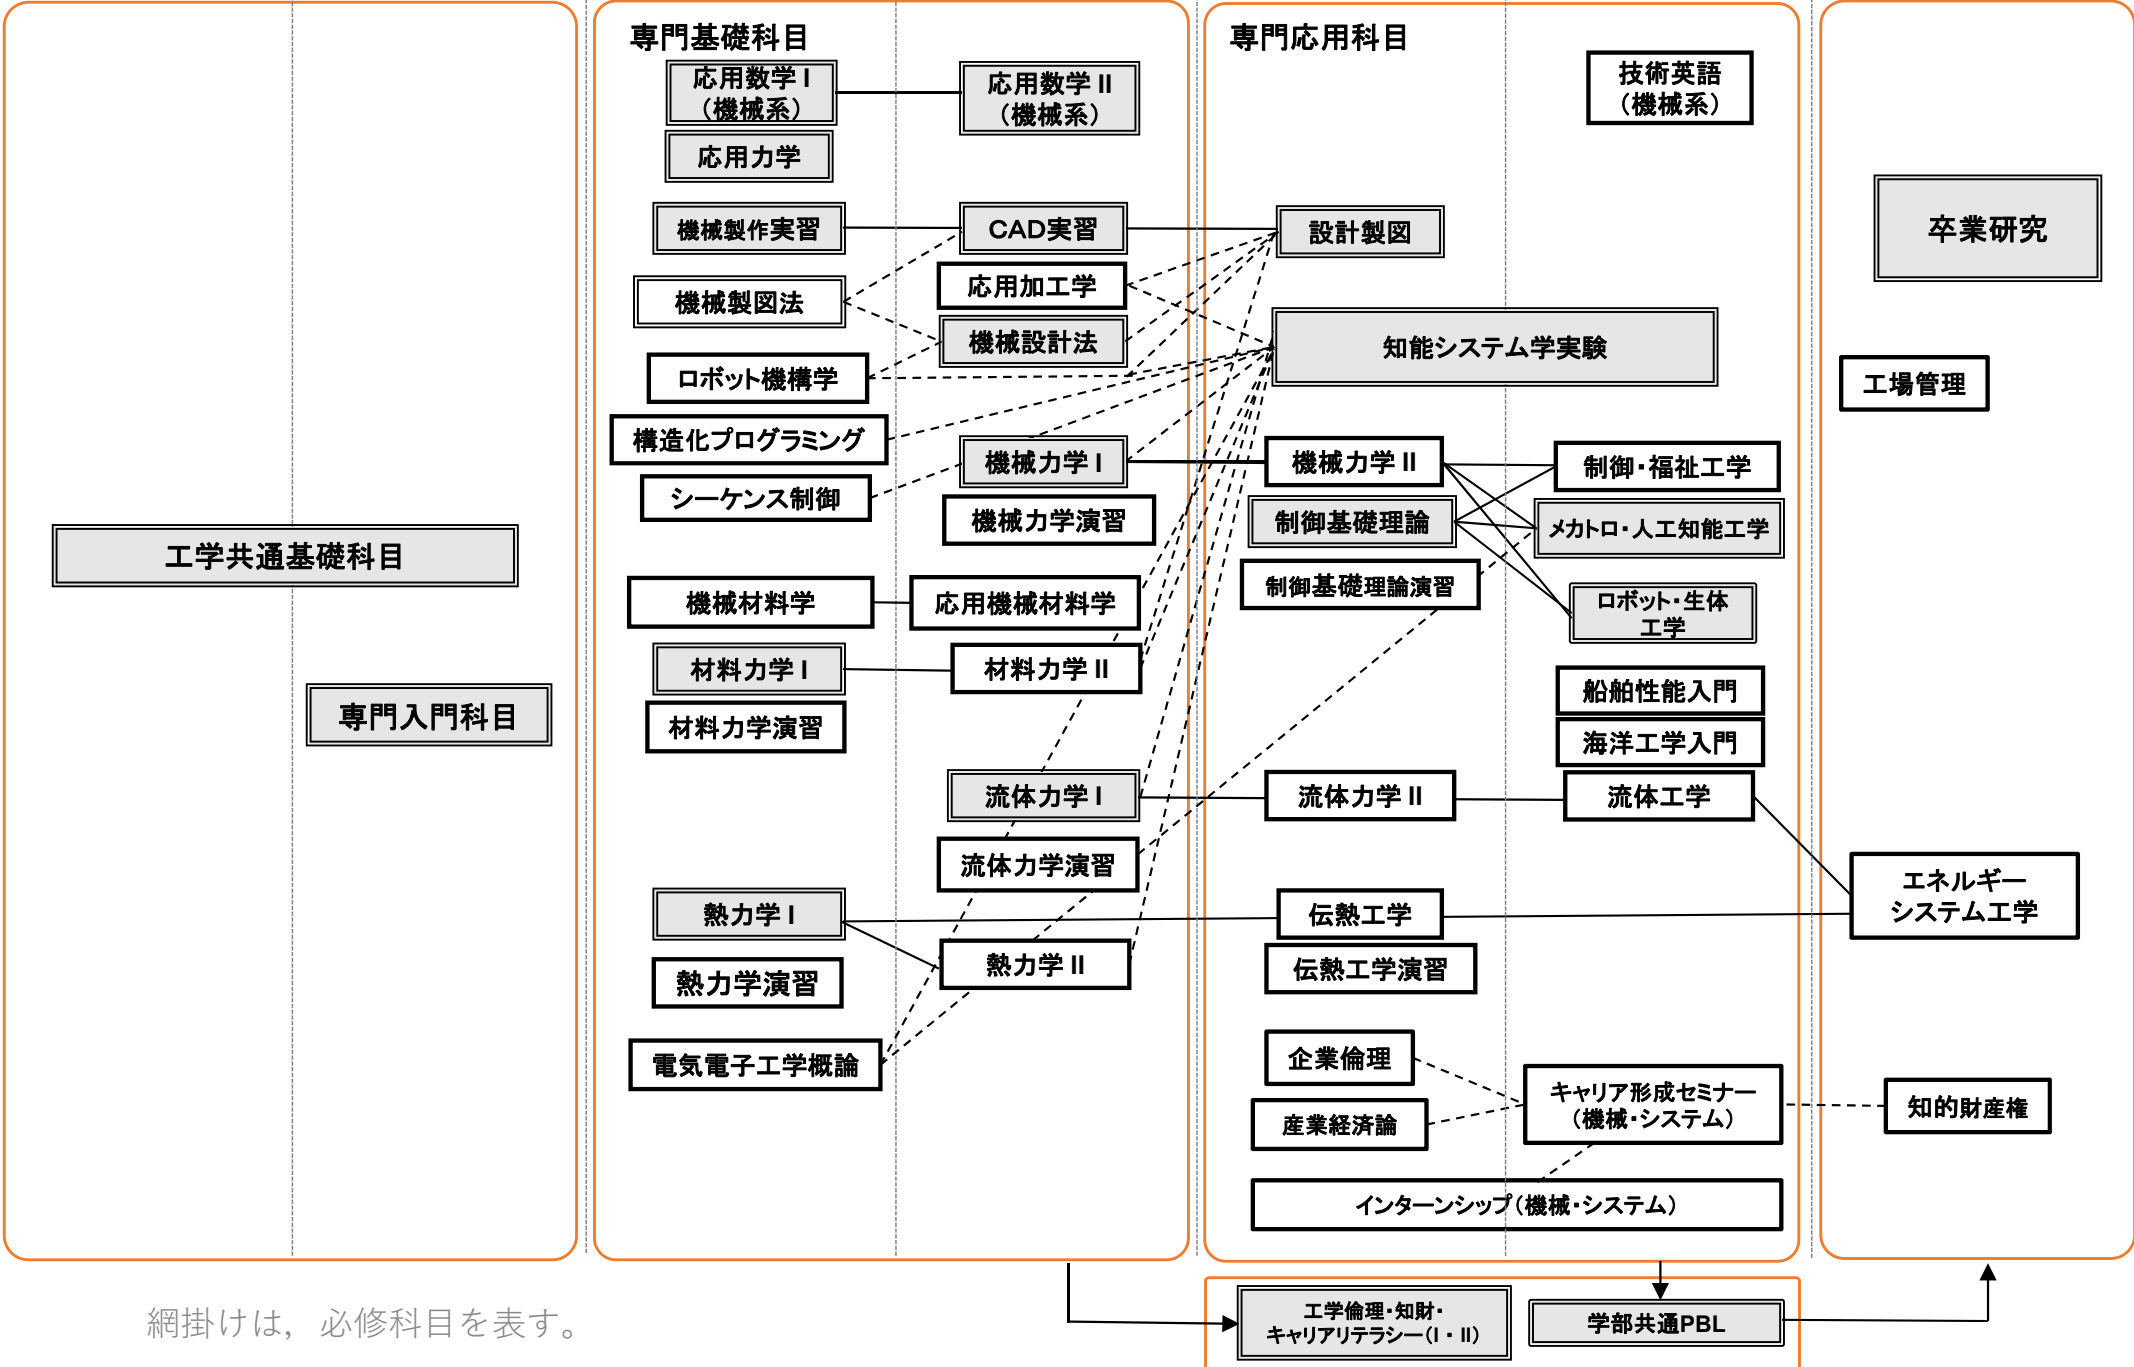 専門基礎科目
専門応用科目
応用数学Ⅰ
（機械系）
応用数学Ⅱ
（機械系）
技術英語
（機械系）
応用力学
機械製作実習
CAD実習
設計製図
卒業研究
機械製図法
応用加工学
機械設計法
知能システム学実験
ロボット機構学
工場管理
構造化プログラミング
機械力学Ⅰ
機械力学Ⅱ
制御・福祉工学
シーケンス制御
機械力学演習
制御基礎理論
メカトロ・人工知能工学
工学共通基礎科目
制御基礎理論演習
機械材料学
応用機械材料学
ロボット・生体
工学
材料力学Ⅰ
材料力学Ⅱ
船舶性能入門
専門入門科目
材料力学演習
海洋工学入門
流体力学Ⅰ
流体力学Ⅱ
流体工学
流体力学演習
熱力学Ⅰ
伝熱工学
エネルギー
システム工学
熱力学演習
熱力学Ⅱ
伝熱工学演習
電気電子工学概論
企業倫理
キャリア形成セミナー
（機械・システム）
知的財産権
産業経済論
インターンシップ（機械・システム）
網掛けは，必修科目を表す。
工学倫理・知財・
キャリアリテラシー（Ⅰ・Ⅱ）
学部共通PBL